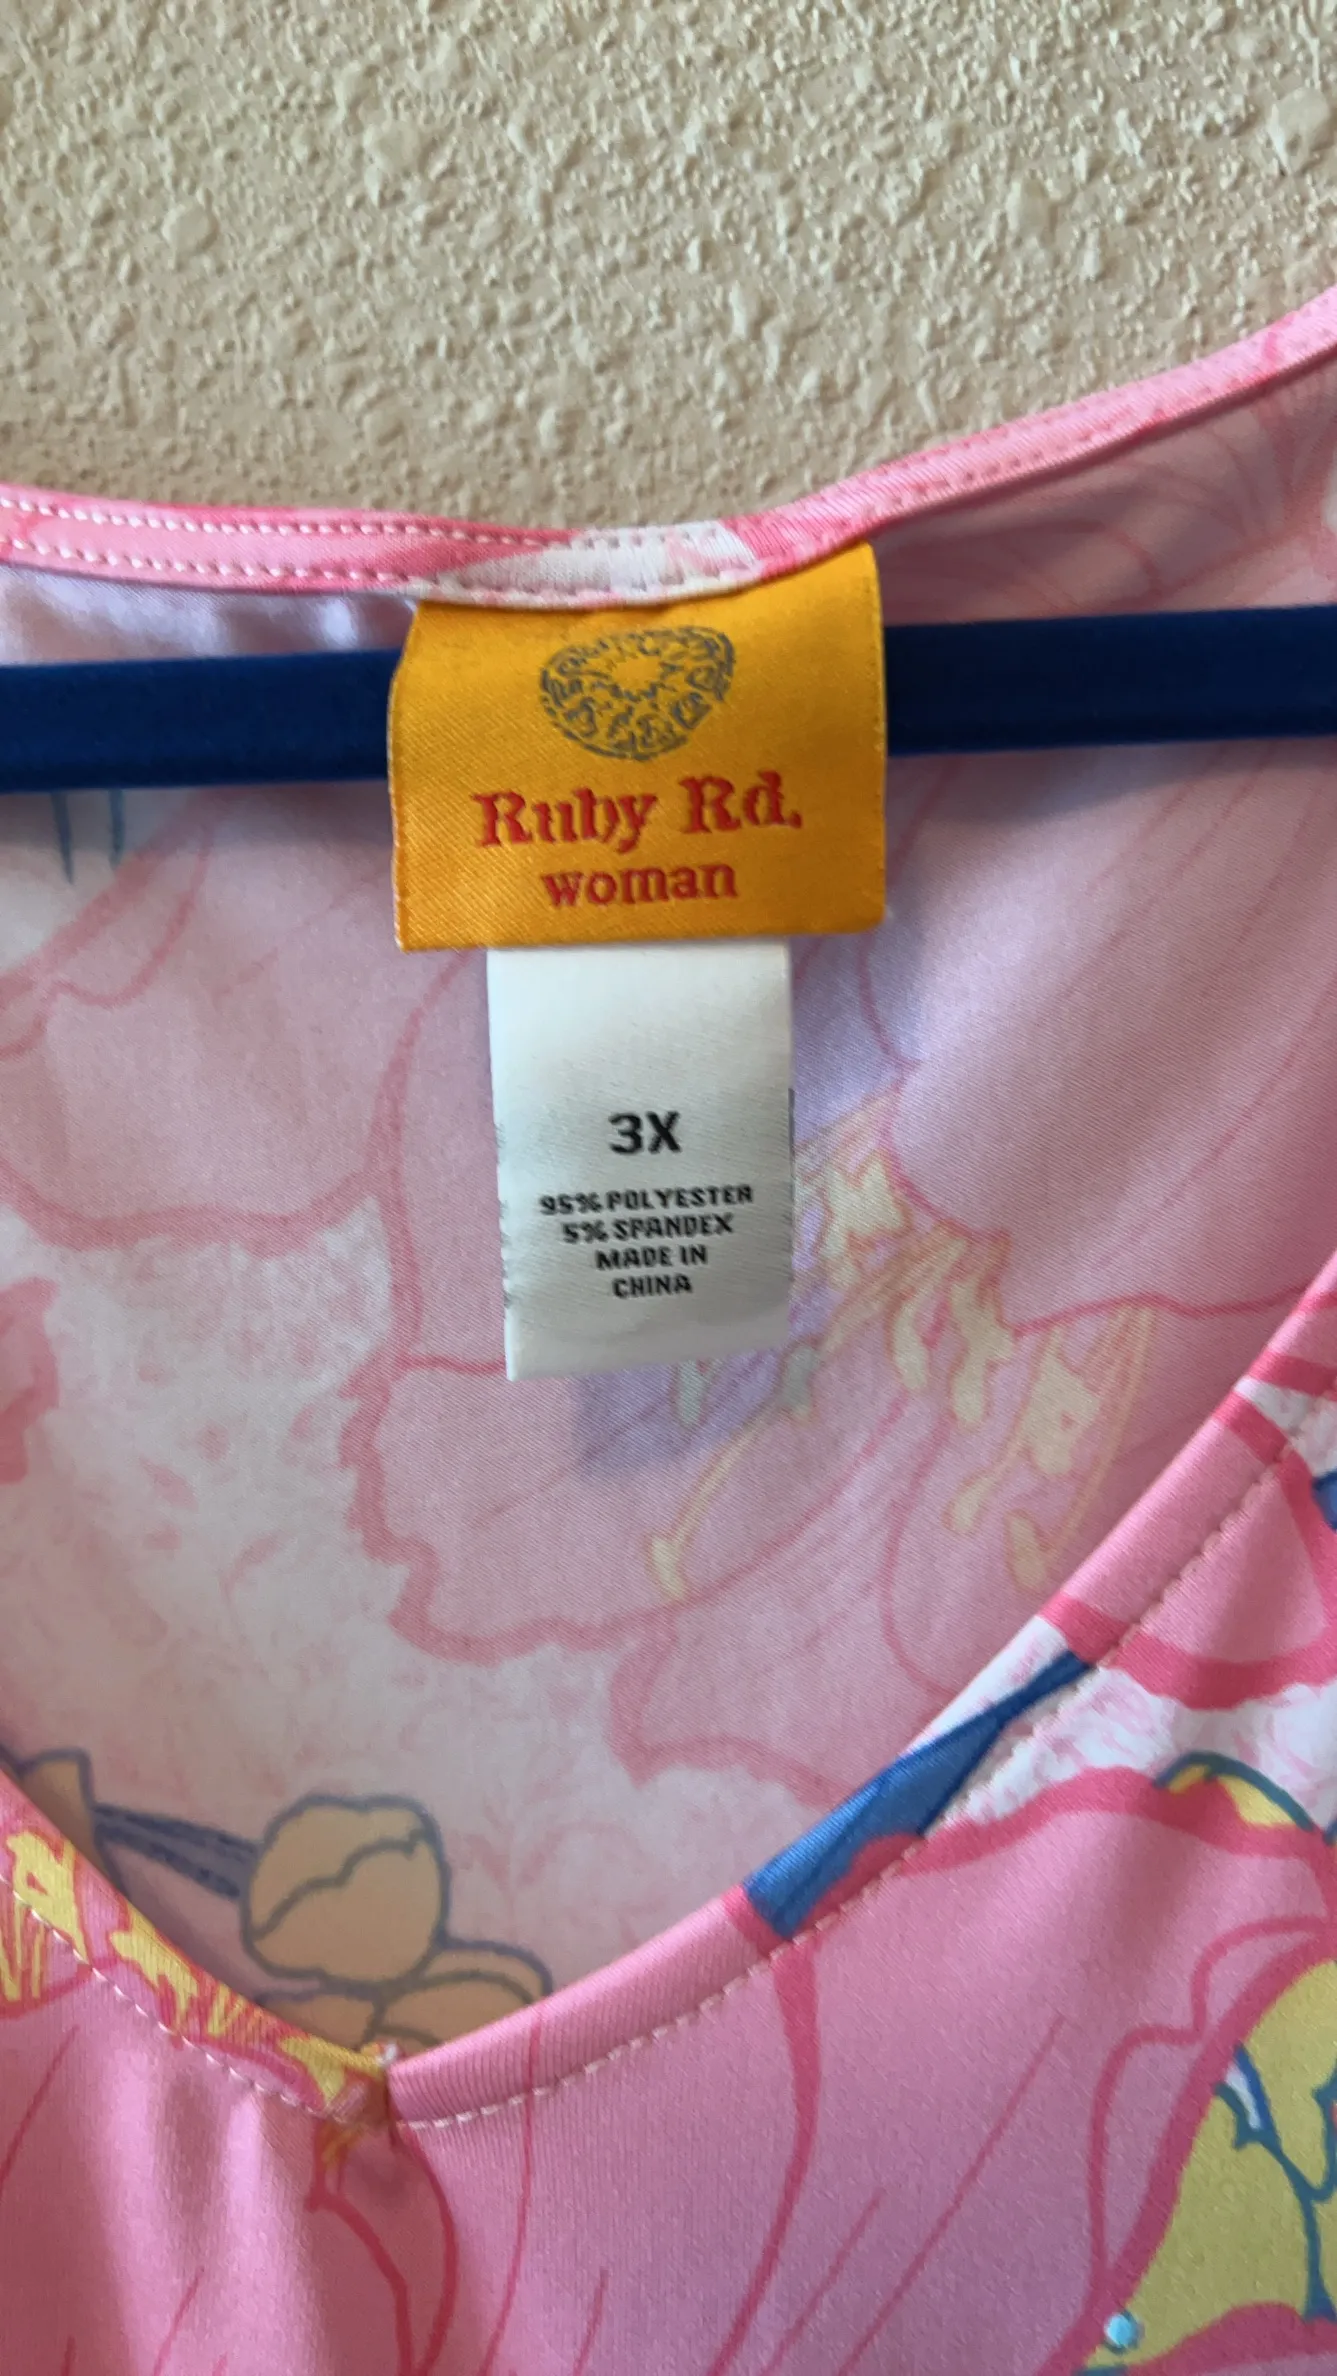 Ruby Rd.
woman
3X
95% POLYESTER
5% SPANDEX
MADE IN
CHINA